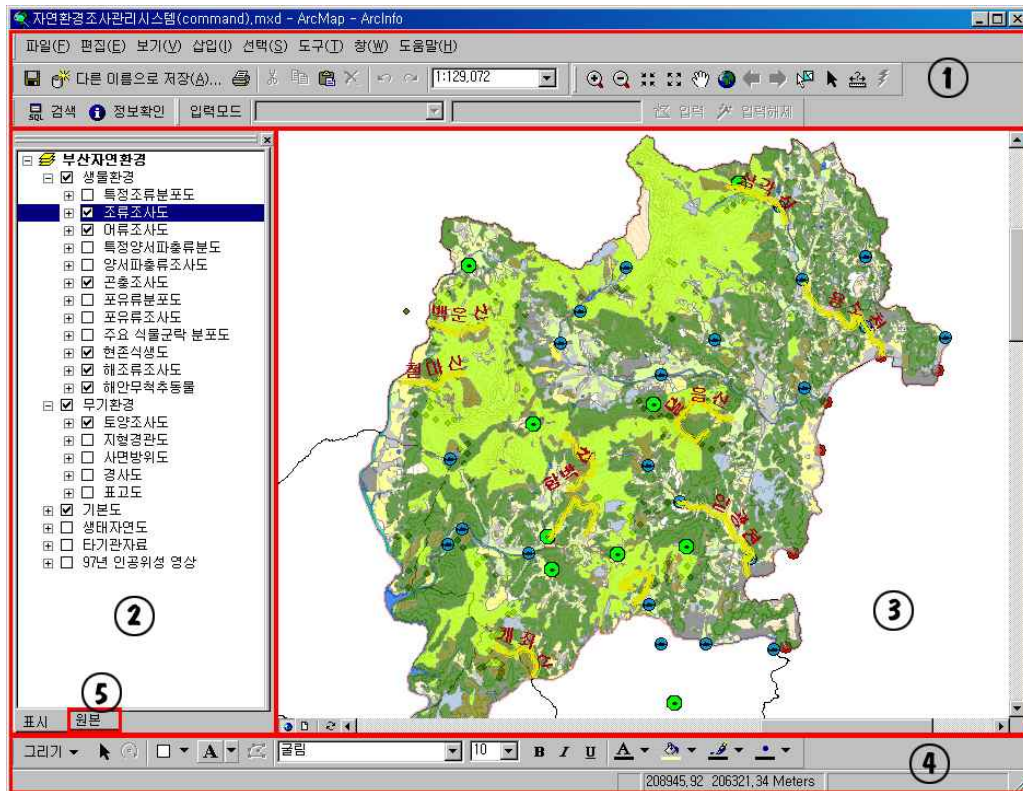 자연환경조사관리시스템(command).mxd - ArcMap - ArcInfo
파일(F) 편집(E) 보기(V) 삽입(I) 선택(S) 도구(T) 창(W) 도움말(H)
다른 이름으로 저장(A)... 1:129,072
①
SQL 검색 정보확인 입력모드 입력 입력해제
부산자연환경
생물환경
특정조류분포도
조류조사도
어류조사도
특정양서파충류분도
양서파충류조사도
곤충조사도
포유류분포도
포유류조사도
주요 식물군락 분포도
현존식생도
해조류조사도
해안무척추동물
무기환경
토양조사도
지형경관도
사면방위도
경사도
표고도
기본도
생태자연도
타기관자료
97년 인공위성 영상
②
⑤
표시 원본
백운산
철마산
용소천
개좌산
③
그리기 A 굴림 10 B I U A
④
208945.92 206321.34 Meters